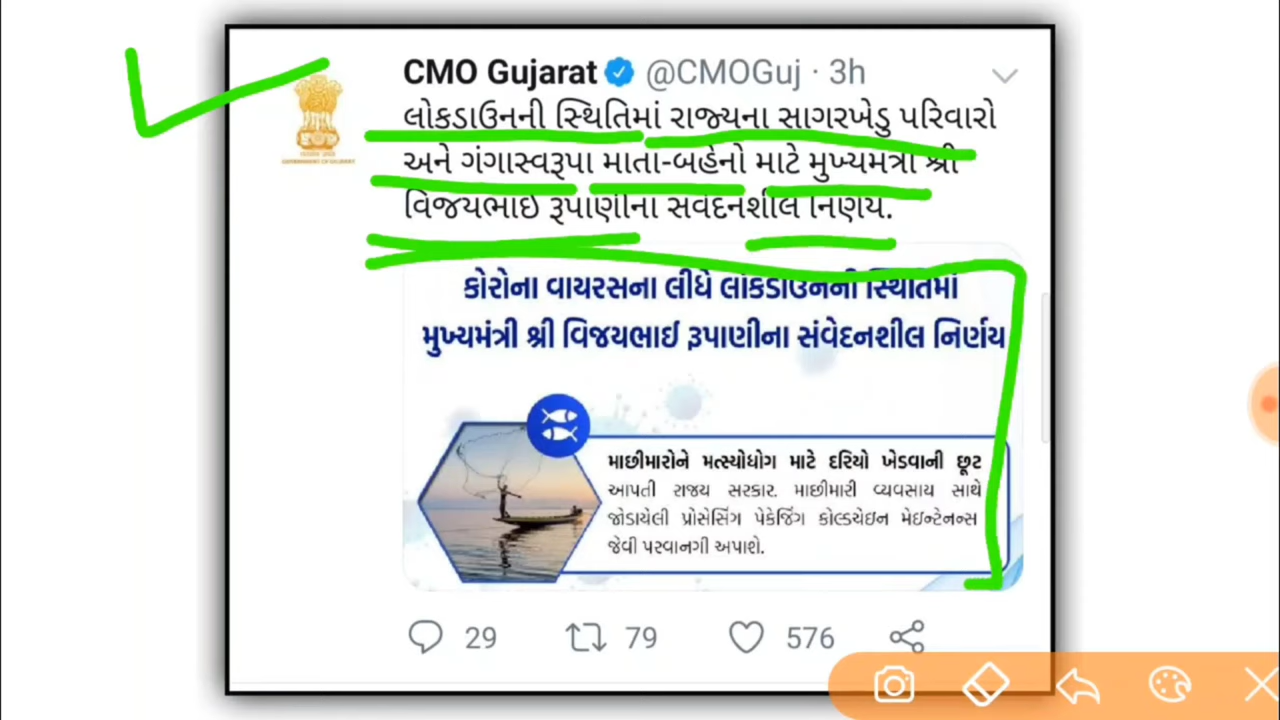 CMO Gujarat @CMOGuj · 3h
લોકડાઉનની સ્થિતિમાં રાજ્યના સાગરખેડુ પરિવારો
અને ગંગાસ્વરૂપા માતા-બહેનો માટે મુખ્યમંત્રી શ્રી
વિજયભાઈ રૂપાણીના સંવેદનશીલ નિર્ણય.
કોરોના વાયરસના લીધે લોકડાઉનની સ્થિતિમાં
મુખ્યમંત્રી શ્રી વિજયભાઈ રૂપાણીના સંવેદનશીલ નિર્ણય
માછીમારોને મત્સ્યોધોગ માટે દરિયો ખેડવાની છૂટ
આપતી રાજય સરકાર. માછીમારી વ્યવસાય સાથે
જોડાયેલી પ્રોસેસિંગ પેકેજિંગ કોલ્ડચેઇન મેઇન્ટેનન્સ
જેવી પરવાનગી અપાશે.
29 79 576